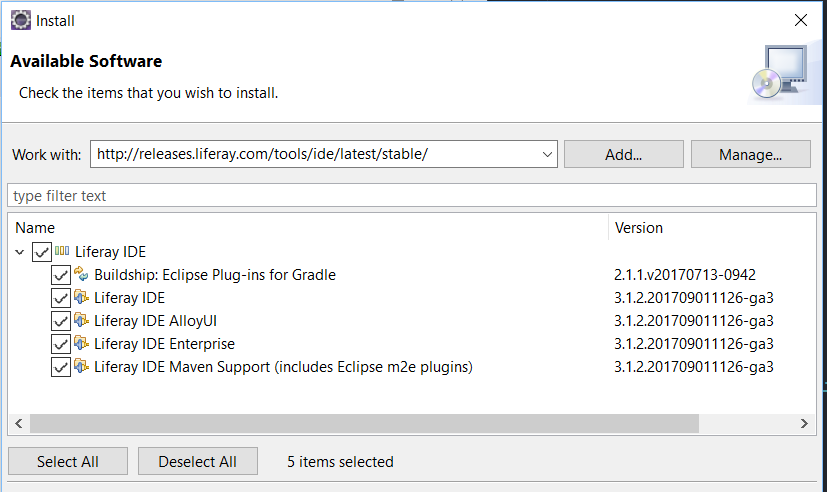 Install
Available Software
Check the items that you wish to install.
Work with: http://releases.liferay.com/tools/ide/latest/stable/ Add... Manage...
type filter text
Name Version
Liferay IDE
Buildship: Eclipse Plug-ins for Gradle 2.1.1.v20170713-0942
Liferay IDE 3.1.2.201709011126-ga3
Liferay IDE AlloyUI 3.1.2.201709011126-ga3
Liferay IDE Enterprise 3.1.2.201709011126-ga3
Liferay IDE Maven Support (includes Eclipse m2e plugins) 3.1.2.201709011126-ga3
Select All Deselect All 5 items selected